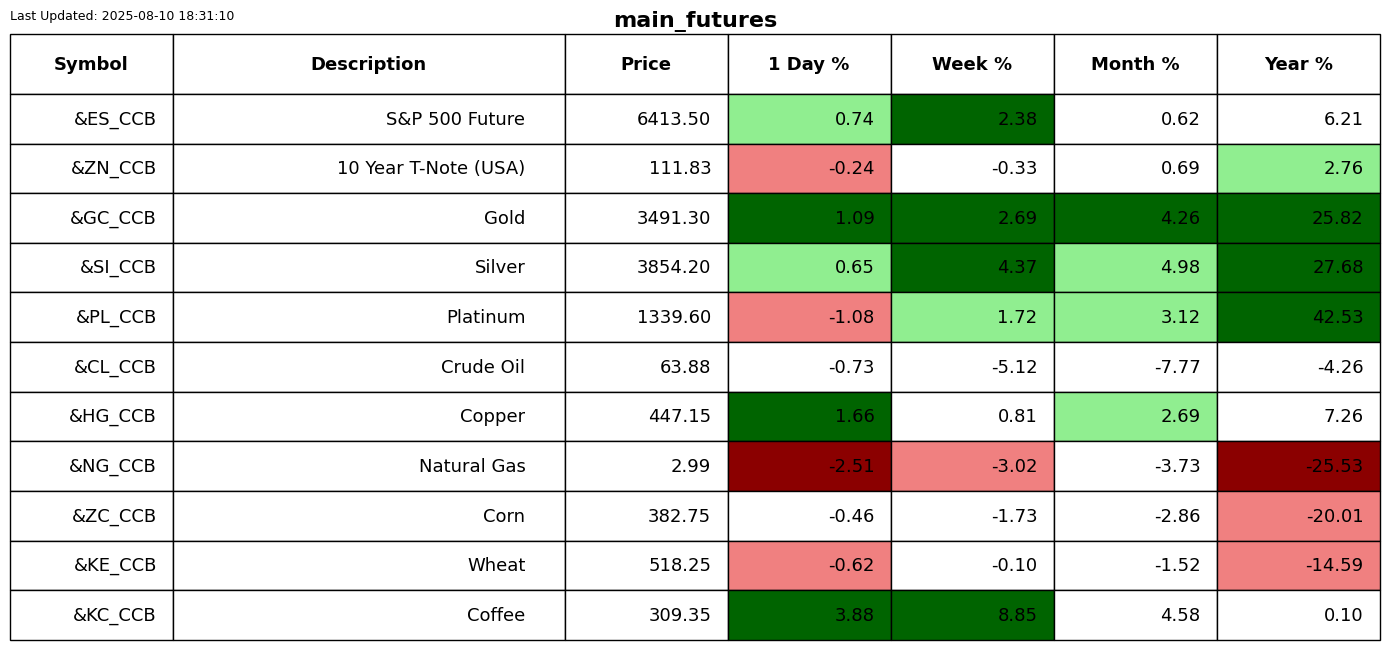 Last Updated: 2025-08-10 18:31:10
main_futures
Symbol Description Price 1 Day % Week % Month % Year %
&ES_CCB S&P 500 Future 6413.50 0.74 2.38 0.62 6.21
&ZN_CCB 10 Year T-Note (USA) 111.83 -0.24 -0.33 0.69 2.76
&GC_CCB Gold 3491.30 1.09 2.69 4.26 25.82
&SI_CCB Silver 3854.20 0.65 4.37 4.98 27.68
&PL_CCB Platinum 1339.60 -1.08 1.72 3.12 42.53
&CL_CCB Crude Oil 63.88 -0.73 -5.12 -7.77 -4.26
&HG_CCB Copper 447.15 1.66 0.81 2.69 7.26
&NG_CCB Natural Gas 2.99 -2.51 -3.02 -3.73 -25.53
&ZC_CCB Corn 382.75 -0.46 -1.73 -2.86 -20.01
&KE_CCB Wheat 518.25 -0.62 -0.10 -1.52 -14.59
&KC_CCB Coffee 309.35 3.88 8.85 4.58 0.10